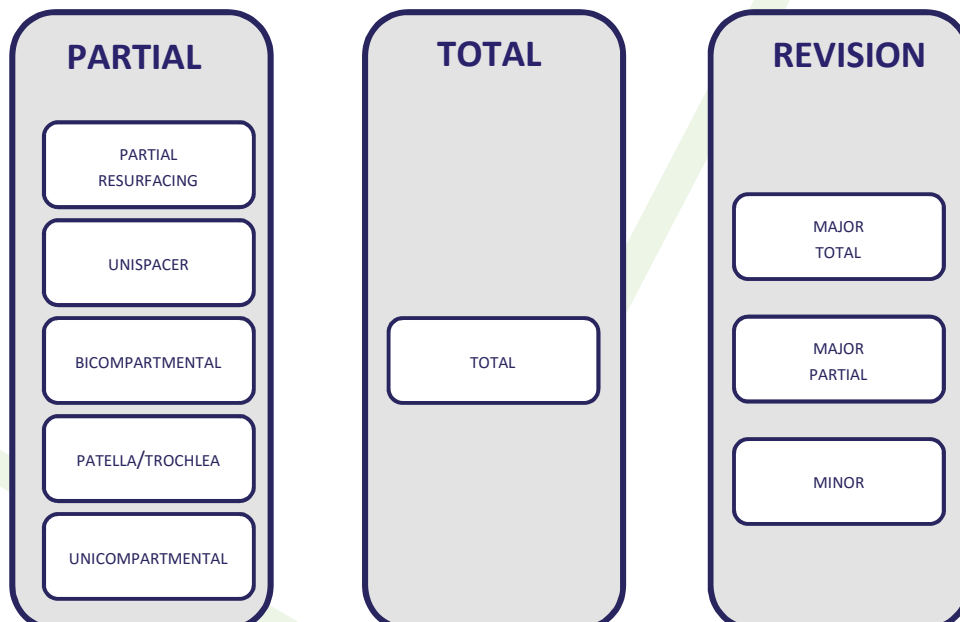 PARTIAL
PARTIAL
RESURFACING
UNISPACER
BICOMPARTMENTAL
PATELLA/TROCHLEA
UNICOMPARTMENTAL
TOTAL
TOTAL
REVISION
MAJOR
TOTAL
MAJOR
PARTIAL
MINOR